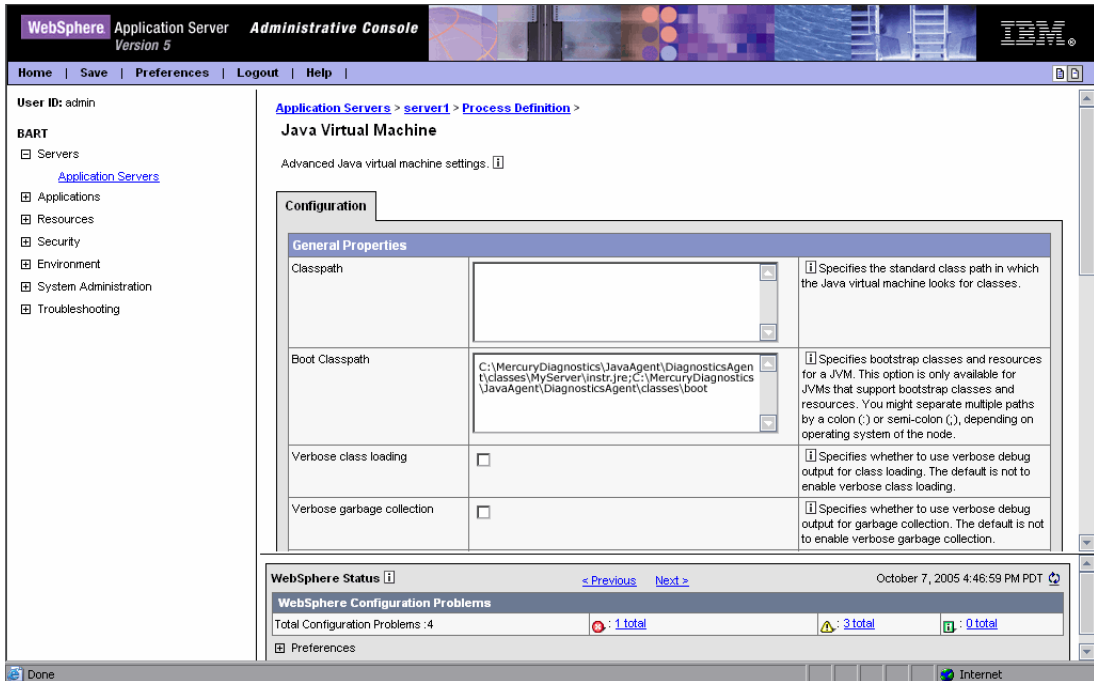 WebSphere Application Server Administrative Console
Version 5
IBM®
Home | Save | Preferences | Logout | Help |
User ID: admin
BART
Servers
Application Servers
Applications
Resources
Security
Environment
System Administration
Troubleshooting
Application Servers > server1 > Process Definition >
Java Virtual Machine
Advanced Java virtual machine settings. i
Configuration
General Properties
Classpath
i Specifies the standard class path in which
the Java virtual machine looks for classes.
Boot Classpath
C:\MercuryDiagnostics\JavaAgent\DiagnosticsAgen
t\classes\MyServer\instr.jre;C:\MercuryDiagnostics
\JavaAgent\DiagnosticsAgent\classes\boot
i Specifies bootstrap classes and resources
for a JVM. This option is only available for
JVMs that support bootstrap classes and
resources. You might separate multiple paths
by a colon (:) or semi-colon (;), depending on
operating system of the node.
Verbose class loading
i Specifies whether to use verbose debug
output for class loading. The default is not to
enable verbose class loading.
Verbose garbage collection
i Specifies whether to use verbose debug
output for garbage collection. The default is not
to enable verbose garbage collection.
WebSphere Status i < Previous Next > October 7, 2005 4:46:59 PM PDT
WebSphere Configuration Problems
Total Configuration Problems :4 : 1 total : 3 total : 0 total
Preferences
Done Internet